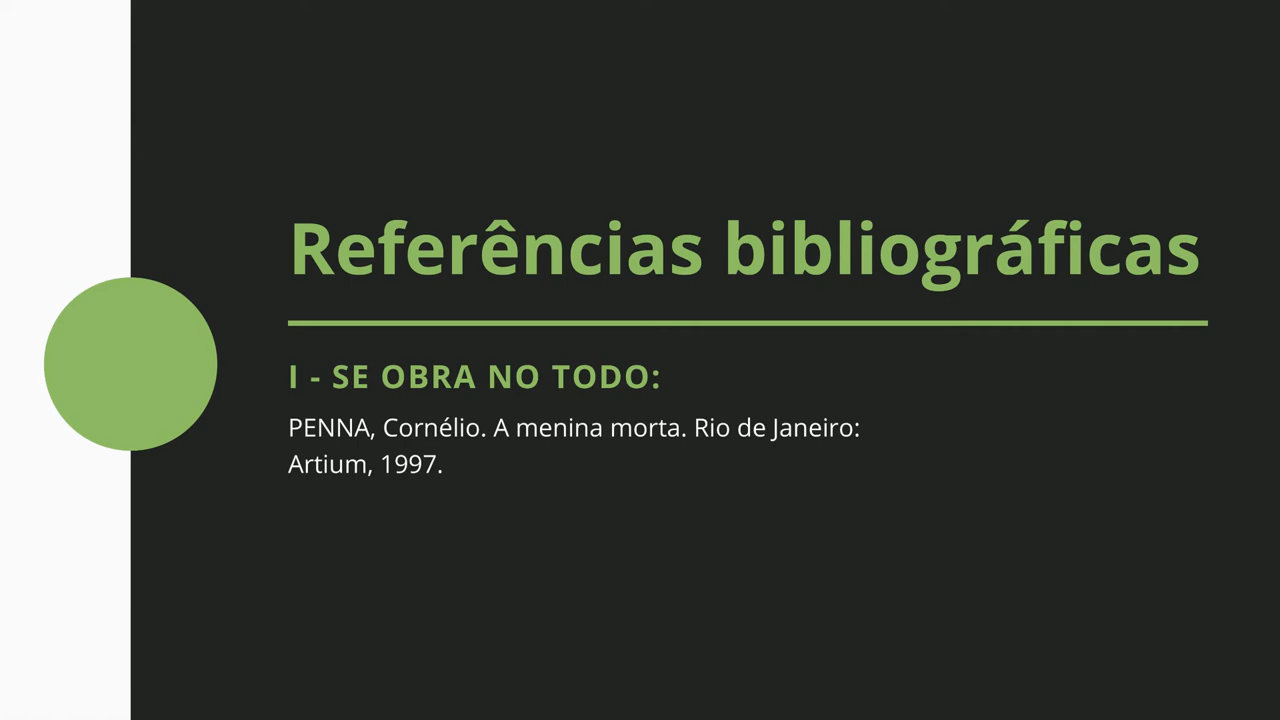 Referências bibliográficas
I - SE OBRA NO TODO:
PENNA, Cornélio. A menina morta. Rio de Janeiro:
Artium, 1997.